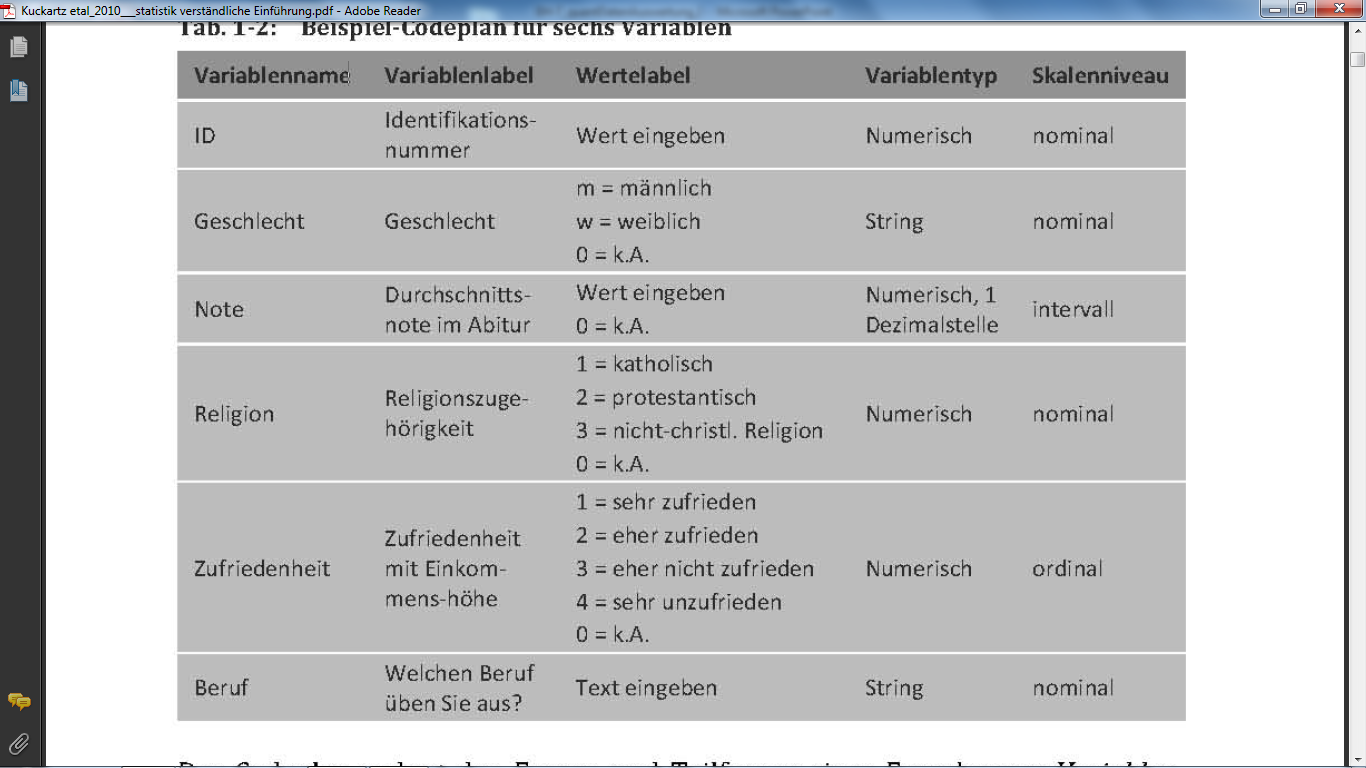 Kuckartz etal_2010___statistik verständliche Einführung.pdf - Adobe Reader
Tab. 1-2: Beispiel-Codeplan für sechs Variablen
Variablenname Variablenlabel Wertelabel Variablentyp Skalenniveau
ID Identifikations-
nummer Wert eingeben Numerisch nominal
Geschlecht Geschlecht m = männlich
w = weiblich
0 = k.A. String nominal
Note Durchschnitts-
note im Abitur Wert eingeben
0 = k.A. Numerisch, 1
Dezimalstelle intervall
Religion Religionszuge-
hörigkeit 1 = katholisch
2 = protestantisch
3 = nicht-christl. Religion
0 = k.A. Numerisch nominal
Zufriedenheit Zufriedenheit
mit Einkom-
mens-höhe 1 = sehr zufrieden
2 = eher zufrieden
3 = eher nicht zufrieden
4 = sehr unzufrieden
0 = k.A. Numerisch ordinal
Beruf Welchen Beruf
üben Sie aus? Text eingeben String nominal